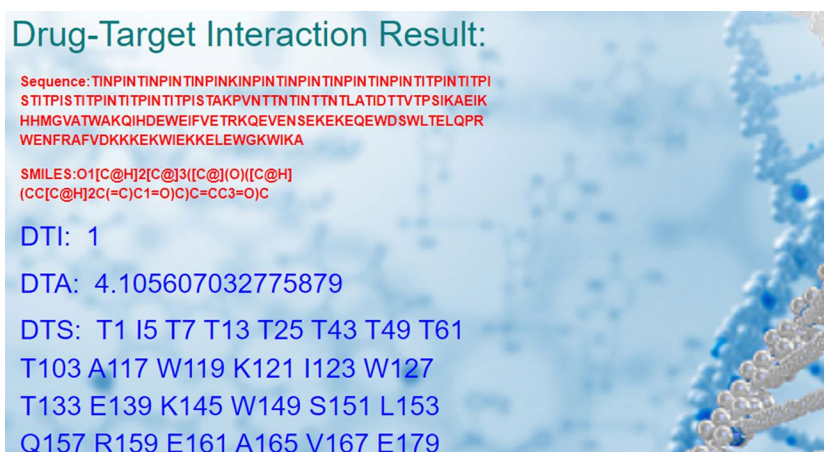 Drug-Target Interaction Result:
Sequence:TINPINTINPINTINPINKINPINTINPINTINPINTINPINTITPINTITPI
STITPISTITPINTITPINTITPISTAKPVNTTNTINTTNTLATIDTTVTPSIKAEIK
HHMGVATWAKQIHDEWEIFVETRKQEVENSEKEKEQEWDSWLTELQPR
WENFRAFVDKKKEKWIEKKELEWGKWIKA
SMILES:O1[C@H]2[C@]3([C@](O)([C@H]
(CC[C@H]2C(=C)C1=O)C)C=CC3=O)C
DTI: 1
DTA: 4.105607032775879
DTS: T1 I5 T7 T13 T25 T43 T49 T61
T103 A117 W119 K121 I123 W127
T133 E139 K145 W149 S151 L153
Q157 R159 E161 A165 V167 E179